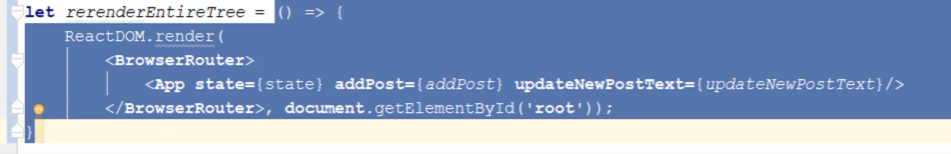 let rerenderEntireTree = () => {
ReactDOM.render(
<BrowserRouter>
<App state={state} addPost={addPost} updateNewPostText={updateNewPostText}/>
</BrowserRouter>, document.getElementById('root'));
}